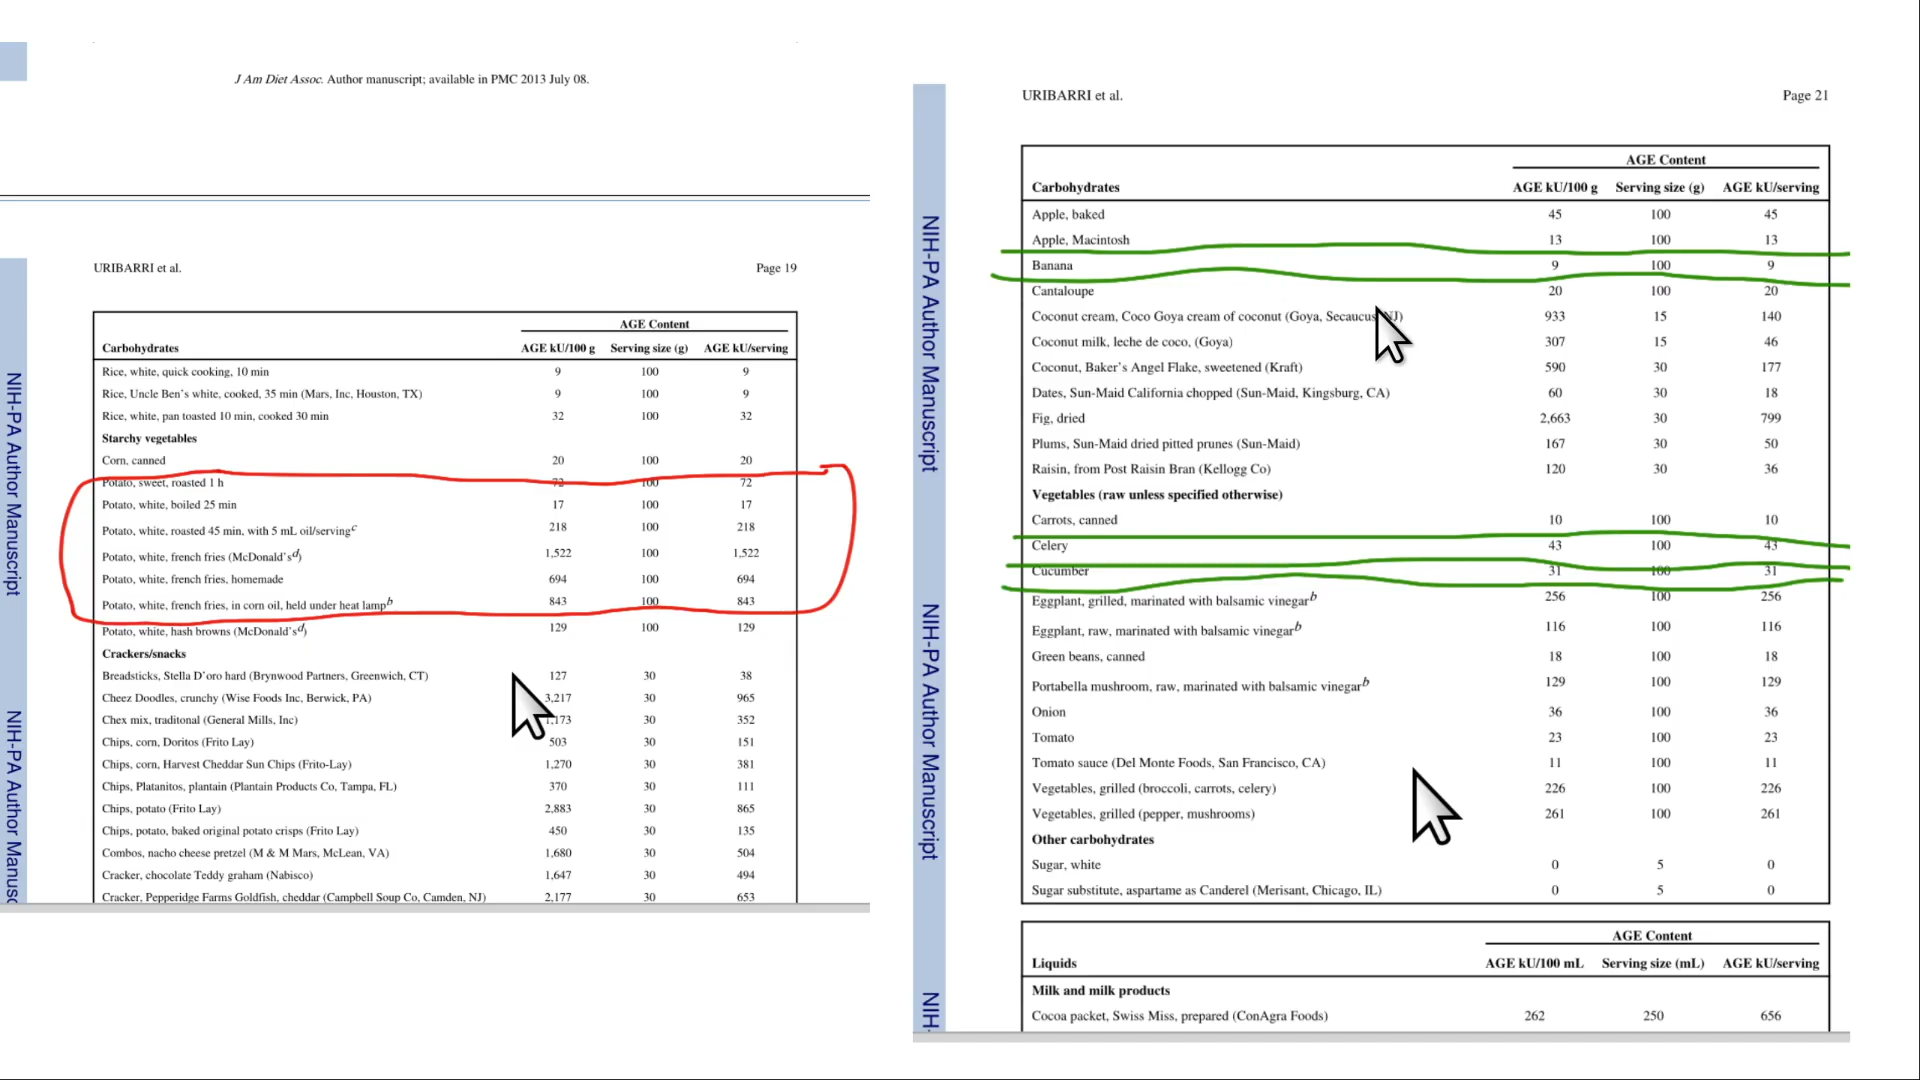 J Am Diet Assoc. Author manuscript; available in PMC 2013 July 08.
NIH-PA Author Manuscript
NIH-PA Author Manusc
URIBARRI et al. Page 19
AGE Content
Carbohydrates AGE kU/100 g Serving size (g) AGE kU/serving
Rice, white, quick cooking, 10 min 9 100 9
Rice, Uncle Ben's white, cooked, 35 min (Mars, Inc, Houston, TX) 9 100 9
Rice, white, pan toasted 10 min, cooked 30 min 32 100 32
Starchy vegetables
Corn, canned 20 100 20
Potato, sweet, roasted 1 h 72 100 72
Potato, white, boiled 25 min 17 100 17
Potato, white, roasted 45 min, with 5 mL oil/servingc 218 100 218
Potato, white, french fries (McDonald'sd) 1,522 100 1,522
Potato, white, french fries, homemade 694 100 694
Potato, white, french fries, in corn oil, held under heat lampb 843 100 843
Potato, white, hash browns (McDonald'sd) 129 100 129
Crackers/snacks
Breadsticks, Stella D'oro hard (Brynwood Partners, Greenwich, CT) 127 30 38
Cheez Doodles, crunchy (Wise Foods Inc, Berwick, PA) 3,217 30 965
Chex mix, traditonal (General Mills, Inc) 1,173 30 352
Chips, corn, Doritos (Frito Lay) 503 30 151
Chips, corn, Harvest Cheddar Sun Chips (Frito-Lay) 1,270 30 381
Chips, Platanitos, plantain (Plantain Products Co, Tampa, FL) 370 30 111
Chips, potato (Frito Lay) 2,883 30 865
Chips, potato, baked original potato crisps (Frito Lay) 450 30 135
Combos, nacho cheese pretzel (M & M Mars, McLean, VA) 1,680 30 504
Cracker, chocolate Teddy graham (Nabisco) 1,647 30 494
Cracker, Pepperidge Farms Goldfish, cheddar (Campbell Soup Co, Camden, NJ) 2,177 30 653
NIH-PA Author Manuscript
NIH-PA Author Manuscript
NIH-
URIBARRI et al. Page 21
AGE Content
Carbohydrates AGE kU/100 g Serving size (g) AGE kU/serving
Apple, baked 45 100 45
Apple, Macintosh 13 100 13
Banana 9 100 9
Cantaloupe 20 100 20
Coconut cream, Coco Goya cream of coconut (Goya, Secaucus, NJ) 933 15 140
Coconut milk, leche de coco, (Goya) 307 15 46
Coconut, Baker's Angel Flake, sweetened (Kraft) 590 30 177
Dates, Sun-Maid California chopped (Sun-Maid, Kingsburg, CA) 60 30 18
Fig, dried 2,663 30 799
Plums, Sun-Maid dried pitted prunes (Sun-Maid) 167 30 50
Raisin, from Post Raisin Bran (Kellogg Co) 120 30 36
Vegetables (raw unless specified otherwise)
Carrots, canned 10 100 10
Celery 43 100 43
Cucumber 31 100 31
Eggplant, grilled, marinated with balsamic vinegarb 256 100 256
Eggplant, raw, marinated with balsamic vinegarb 116 100 116
Green beans, canned 18 100 18
Portabella mushroom, raw, marinated with balsamic vinegarb 129 100 129
Onion 36 100 36
Tomato 23 100 23
Tomato sauce (Del Monte Foods, San Francisco, CA) 11 100 11
Vegetables, grilled (broccoli, carrots, celery) 226 100 226
Vegetables, grilled (pepper, mushrooms) 261 100 261
Other carbohydrates
Sugar, white 0 5 0
Sugar substitute, aspartame as Canderel (Merisant, Chicago, IL) 0 5 0
AGE Content
Liquids AGE kU/100 mL Serving size (mL) AGE kU/serving
Milk and milk products
Cocoa packet, Swiss Miss, prepared (ConAgra Foods) 262 250 656